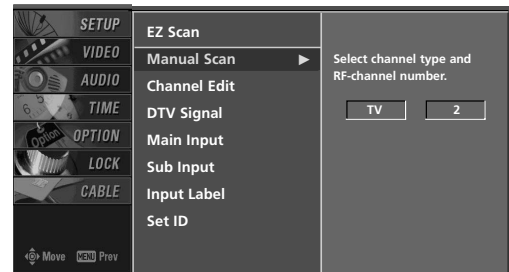 SETUP
VIDEO
AUDIO
TIME
OPTION
LOCK
CABLE
Move MENU Prev
EZ Scan
Manual Scan
Channel Edit
DTV Signal
Main Input
Sub Input
Input Label
Set ID
Select channel type and
RF-channel number.
TV 2